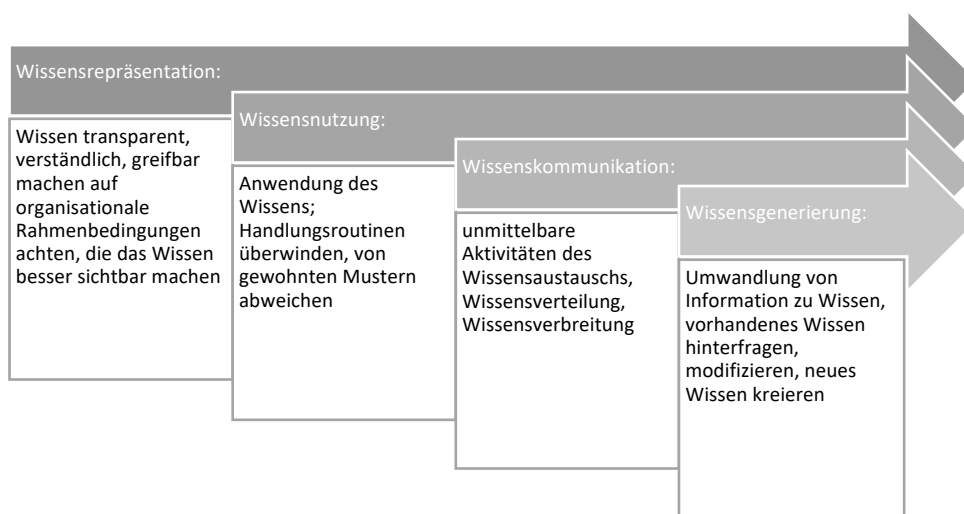 Wissensrepräsentation:
Wissen transparent,
verständlich, greifbar
machen auf
organisationale
Rahmenbedingungen
achten, die das Wissen
besser sichtbar machen
Wissensnutzung:
Anwendung des
Wissens;
Handlungsroutinen
überwinden, von
gewohnten Mustern
abweichen
Wissenskommunikation:
unmittelbare
Aktivitäten des
Wissensaustauschs,
Wissensverteilung,
Wissensverbreitung
Wissensgenerierung:
Umwandlung von
Information zu Wissen,
vorhandenes Wissen
hinterfragen,
modifizieren, neues
Wissen kreieren